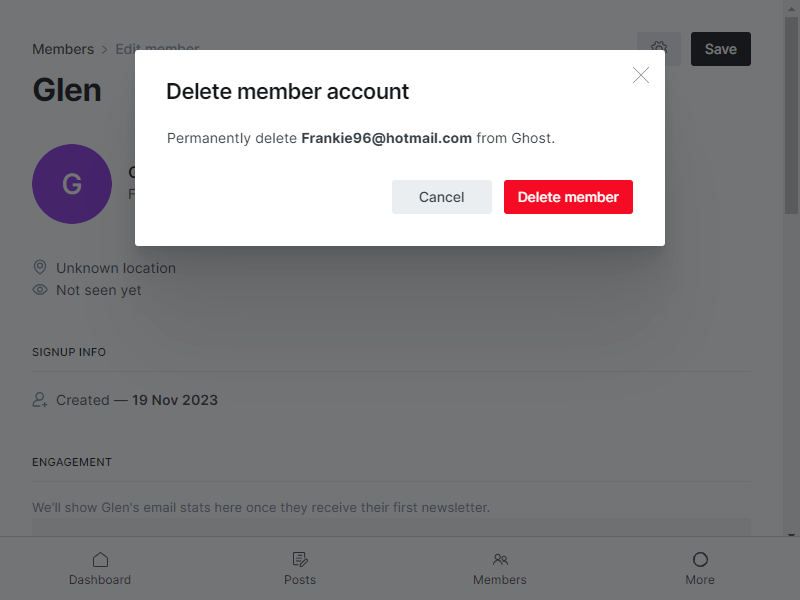 Members > Edit member
Save
Glen
Delete member account
Permanently delete Frankie96@hotmail.com from Ghost.
G
Cancel
Delete member
Unknown location
Not seen yet
SIGNUP INFO
Created — 19 Nov 2023
ENGAGEMENT
We'll show Glen's email stats here once they receive their first newsletter.
Dashboard
Posts
Members
More